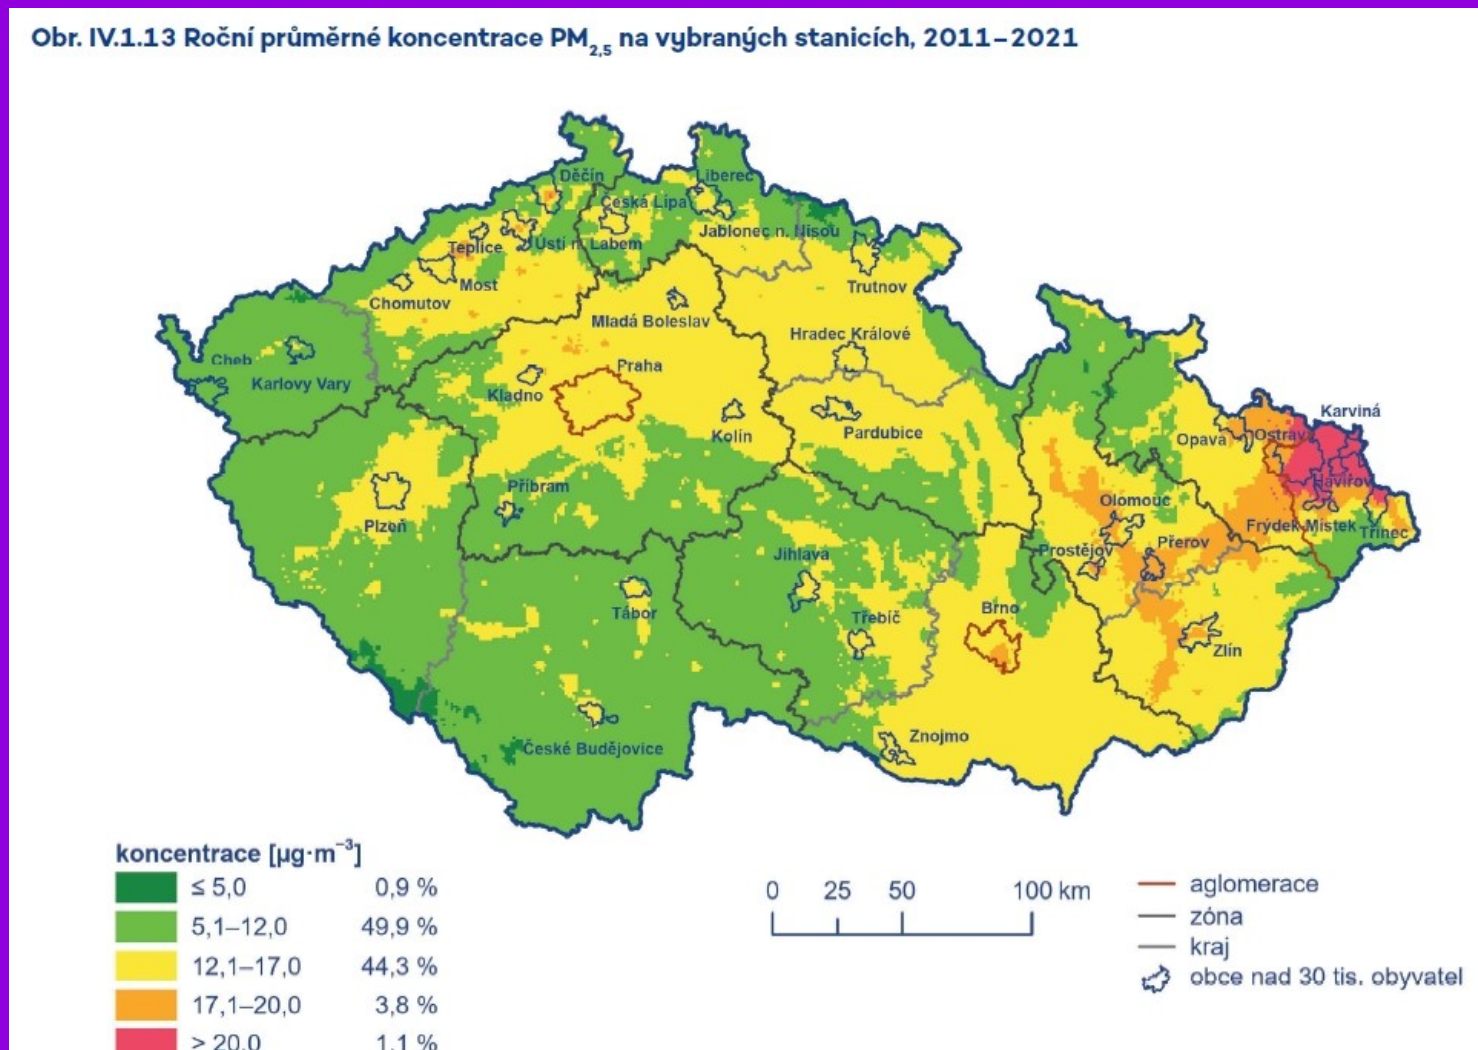 Obr. IV.1.13 Roční průměrné koncentrace PM2,5 na vybraných stanicích, 2011–2021
Děčín
Liberec
Česká Lípa
Jablonec n. Nisou
Teplice
Ústí n. Labem
Most
Chomutov
Trutnov
Mladá Boleslav
Hradec Králové
Cheb
Karlovy Vary
Praha
Kladno
Kolín
Pardubice
Karviná
Opava
Ostrava
Havířov
Příbram
Plzeň
Olomouc
Frýdek-Místek
Třinec
Prostějov
Přerov
Jihlava
Tábor
Třebíč
Brno
Zlín
České Budějovice
Znojmo
koncentrace [µg·m⁻³]
≤ 5,0 0,9 %
5,1–12,0 49,9 %
12,1–17,0 44,3 %
17,1–20,0 3,8 %
> 20,0 1,1 %
0 25 50 100 km
aglomerace
zóna
kraj
obce nad 30 tis. obyvatel